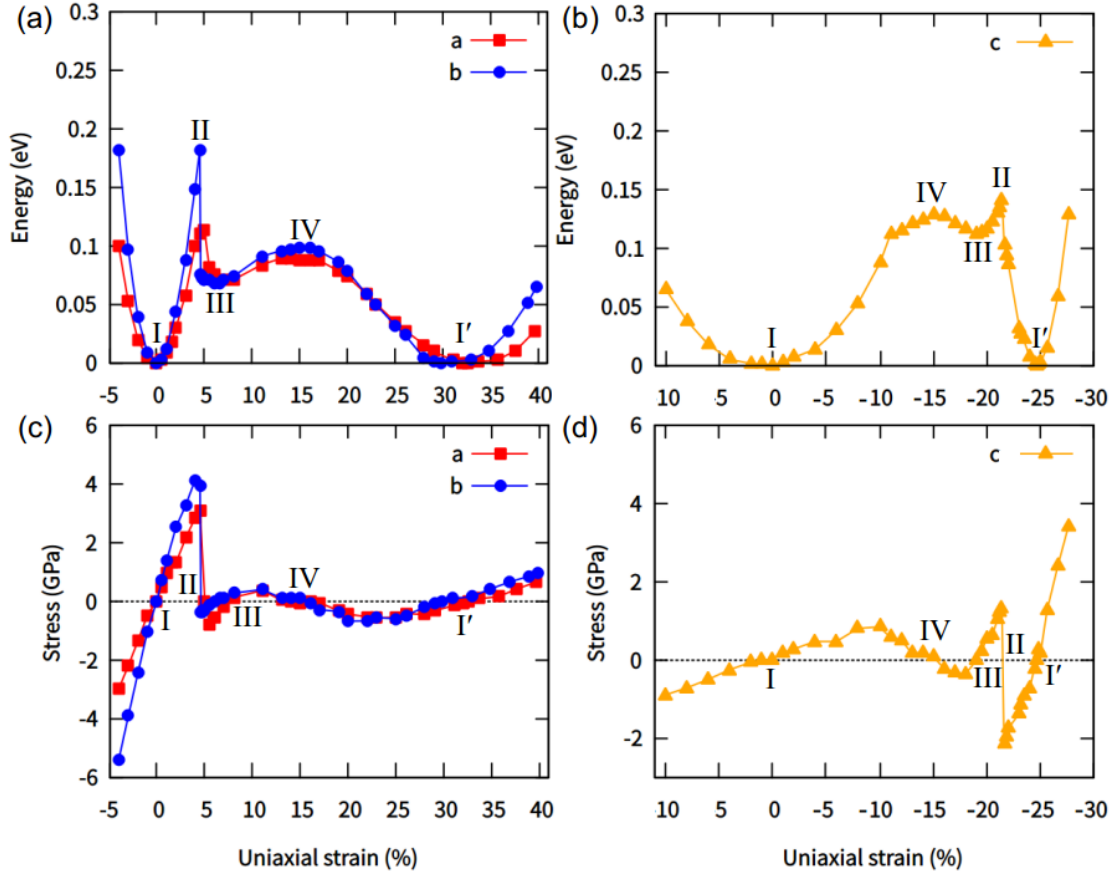 (a)
Energy (eV)
0.3
0.25
0.2
0.15
0.1
0.05
0
a
b
I
II
III
IV
I′
-5 0 5 10 15 20 25 30 35 40
(b)
Energy (eV)
0.3
0.25
0.2
0.15
0.1
0.05
0
c
I
IV
III
II
I′
10 5 0 -5 -10 -15 -20 -25 -30
(c)
Stress (GPa)
6
4
2
0
-2
-4
-6
a
b
I
II
III
IV
I′
-5 0 5 10 15 20 25 30 35 40
Uniaxial strain (%)
(d)
Stress (GPa)
6
4
2
0
-2
c
I
IV
III
II
I′
10 5 0 -5 -10 -15 -20 -25 -30
Uniaxial strain (%)